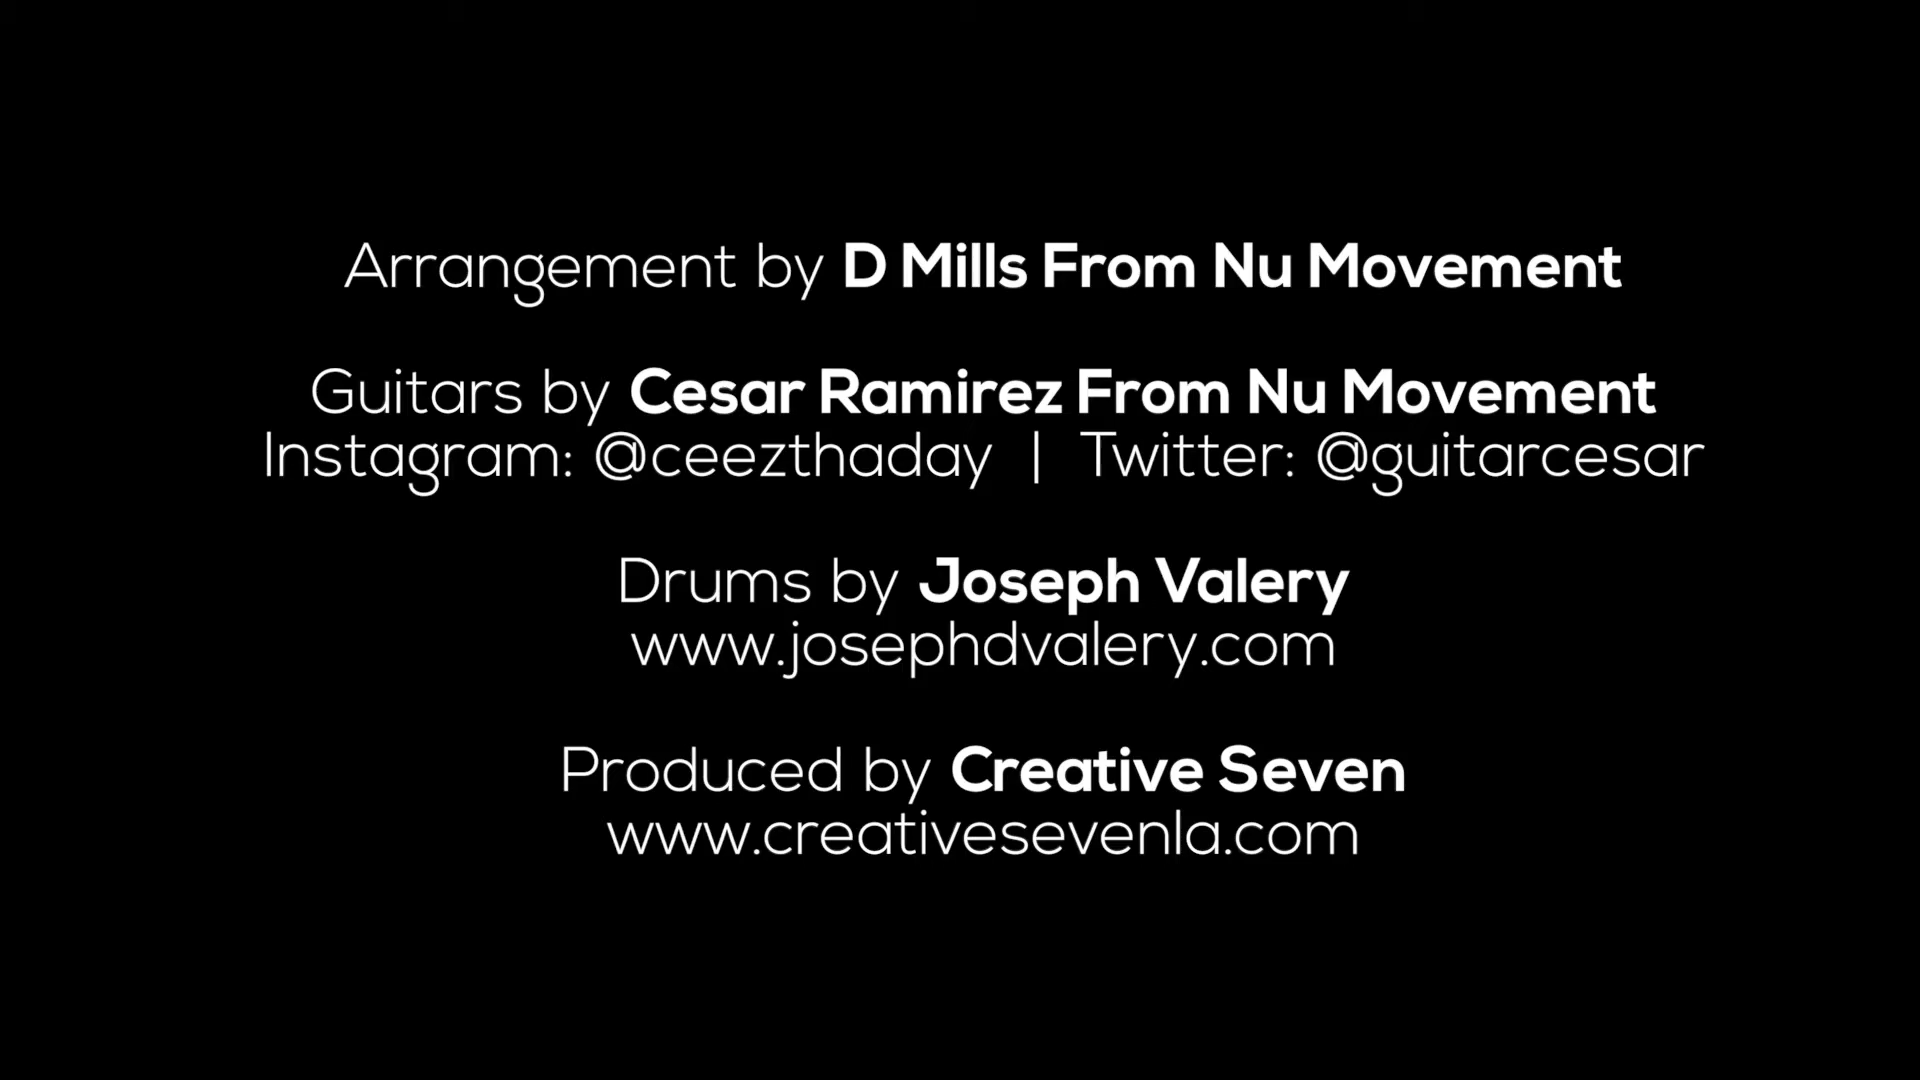 Arrangement by D Mills From Nu Movement
Guitars by Cesar Ramirez From Nu Movement
Instagram: @ceezthaday | Twitter: @guitarcesar
Drums by Joseph Valery
www.josephdvalery.com
Produced by Creative Seven
www.creativesevenla.com